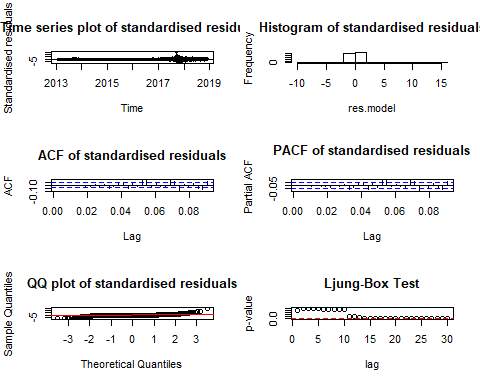 Time series plot of standardised resid
Standardised residuals
-5
2013 2015 2017 2019
Time
Histogram of standardised residuals
Frequency
0
-10 -5 0 5 10 15
res.model
ACF of standardised residuals
ACF
-0.10
0.00 0.02 0.04 0.06 0.08
Lag
PACF of standardised residuals
Partial ACF
-0.05
0.00 0.02 0.04 0.06 0.08
Lag
QQ plot of standardised residuals
Sample Quantiles
-5
-3 -2 -1 0 1 2 3
Theoretical Quantiles
Ljung-Box Test
p-value
0.0
0 5 10 15 20 25 30
lag